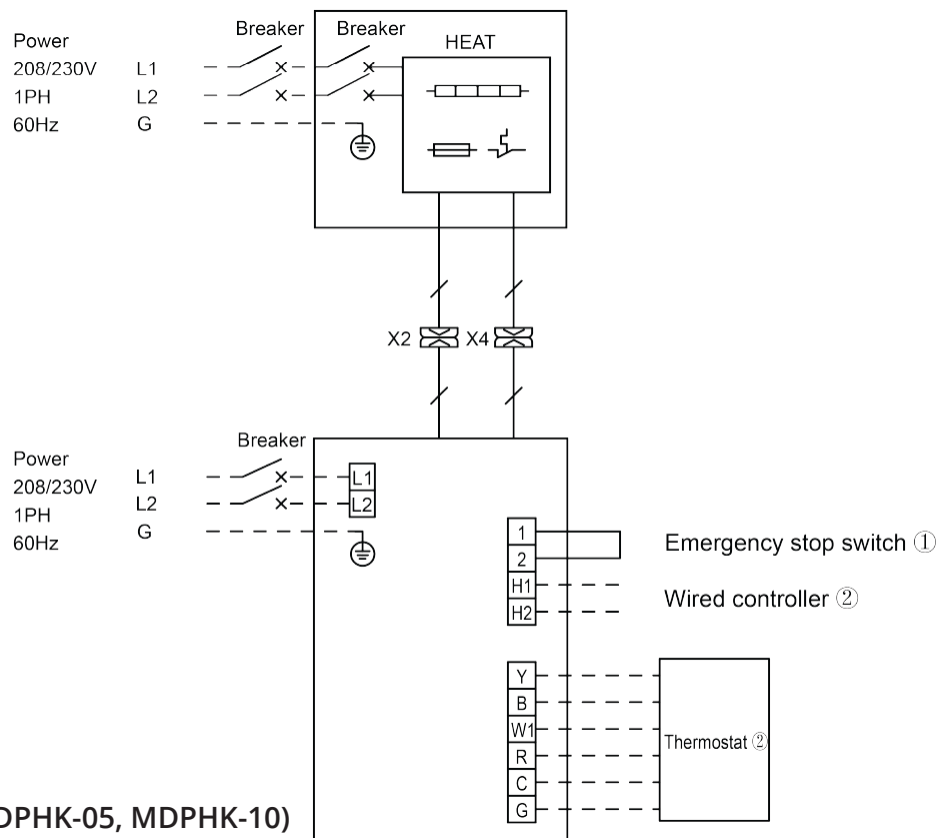 Breaker Breaker
Power
208/230V L1
1PH L2
60Hz G
HEAT
X2 X4
Breaker
Power
208/230V L1
1PH L2
60Hz G
L1
L2
1
2
H1
H2
Emergency stop switch ①
Wired controller ②
Y
B
W1
R
C
G
Thermostat ②
DPHK-05, MDPHK-10)